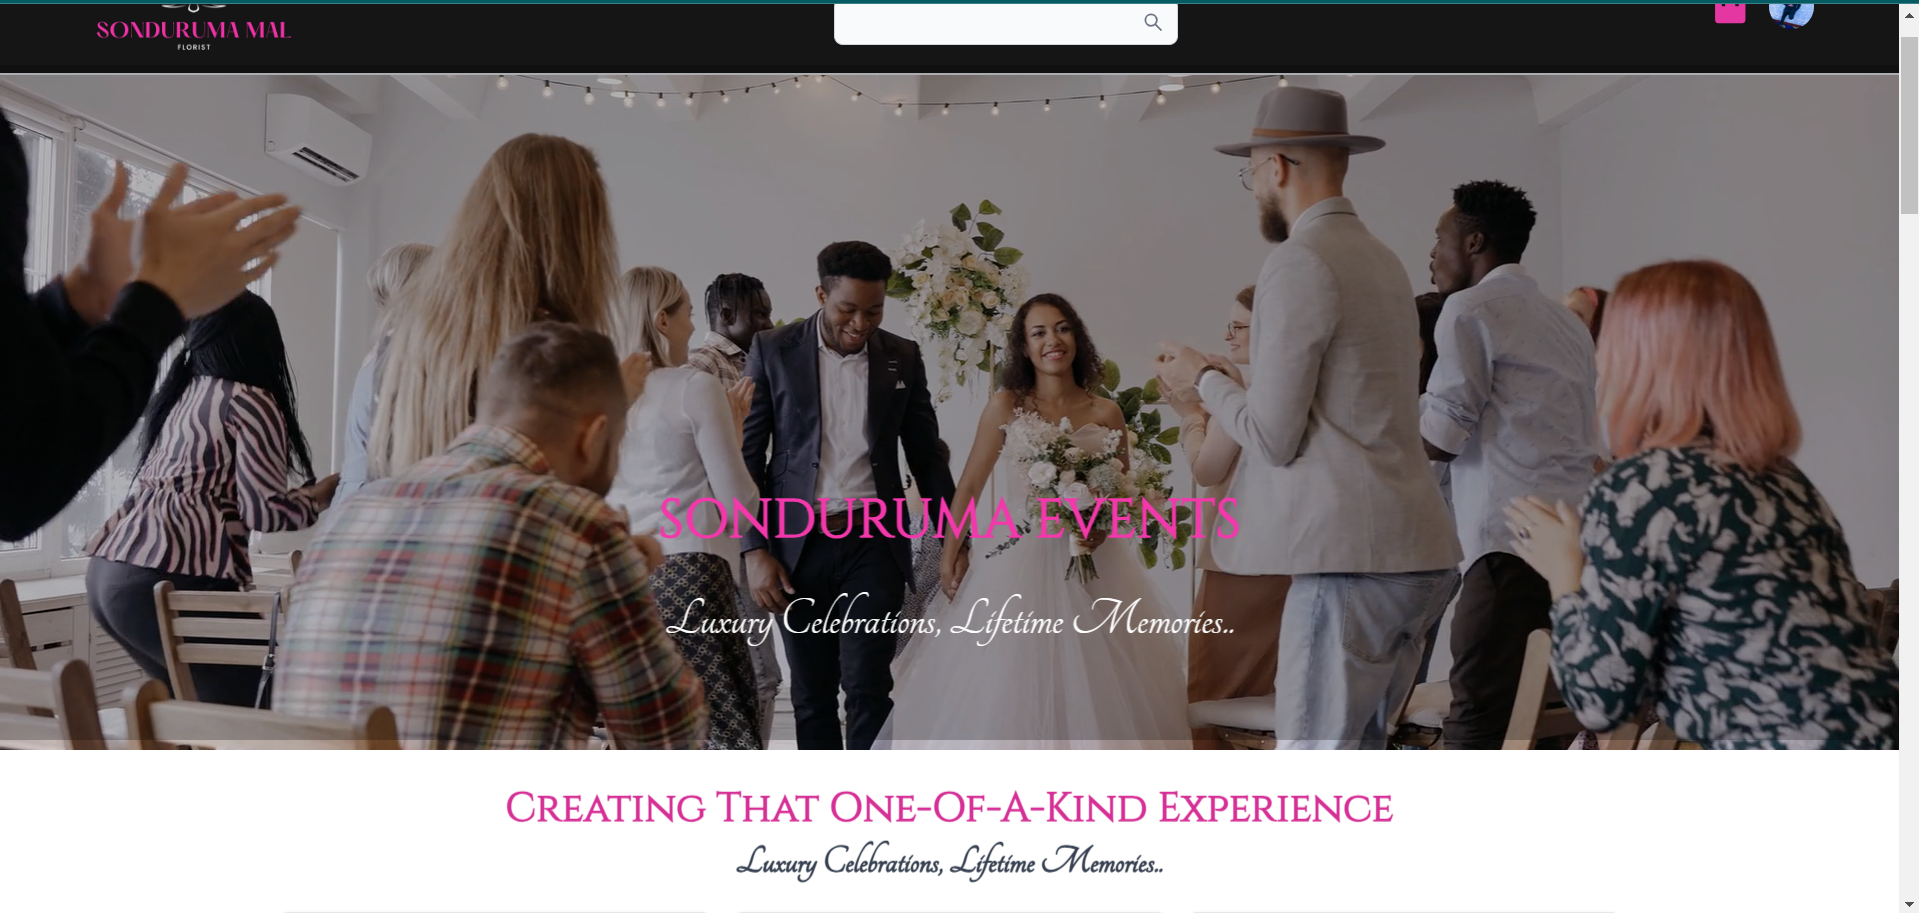 SONDURUMA MAL
FLORIST
SONDURUMA EVENTS
Luxury Celebrations, Lifetime Memories..
Creating That One-Of-A-Kind Experience
Luxury Celebrations, Lifetime Memories..